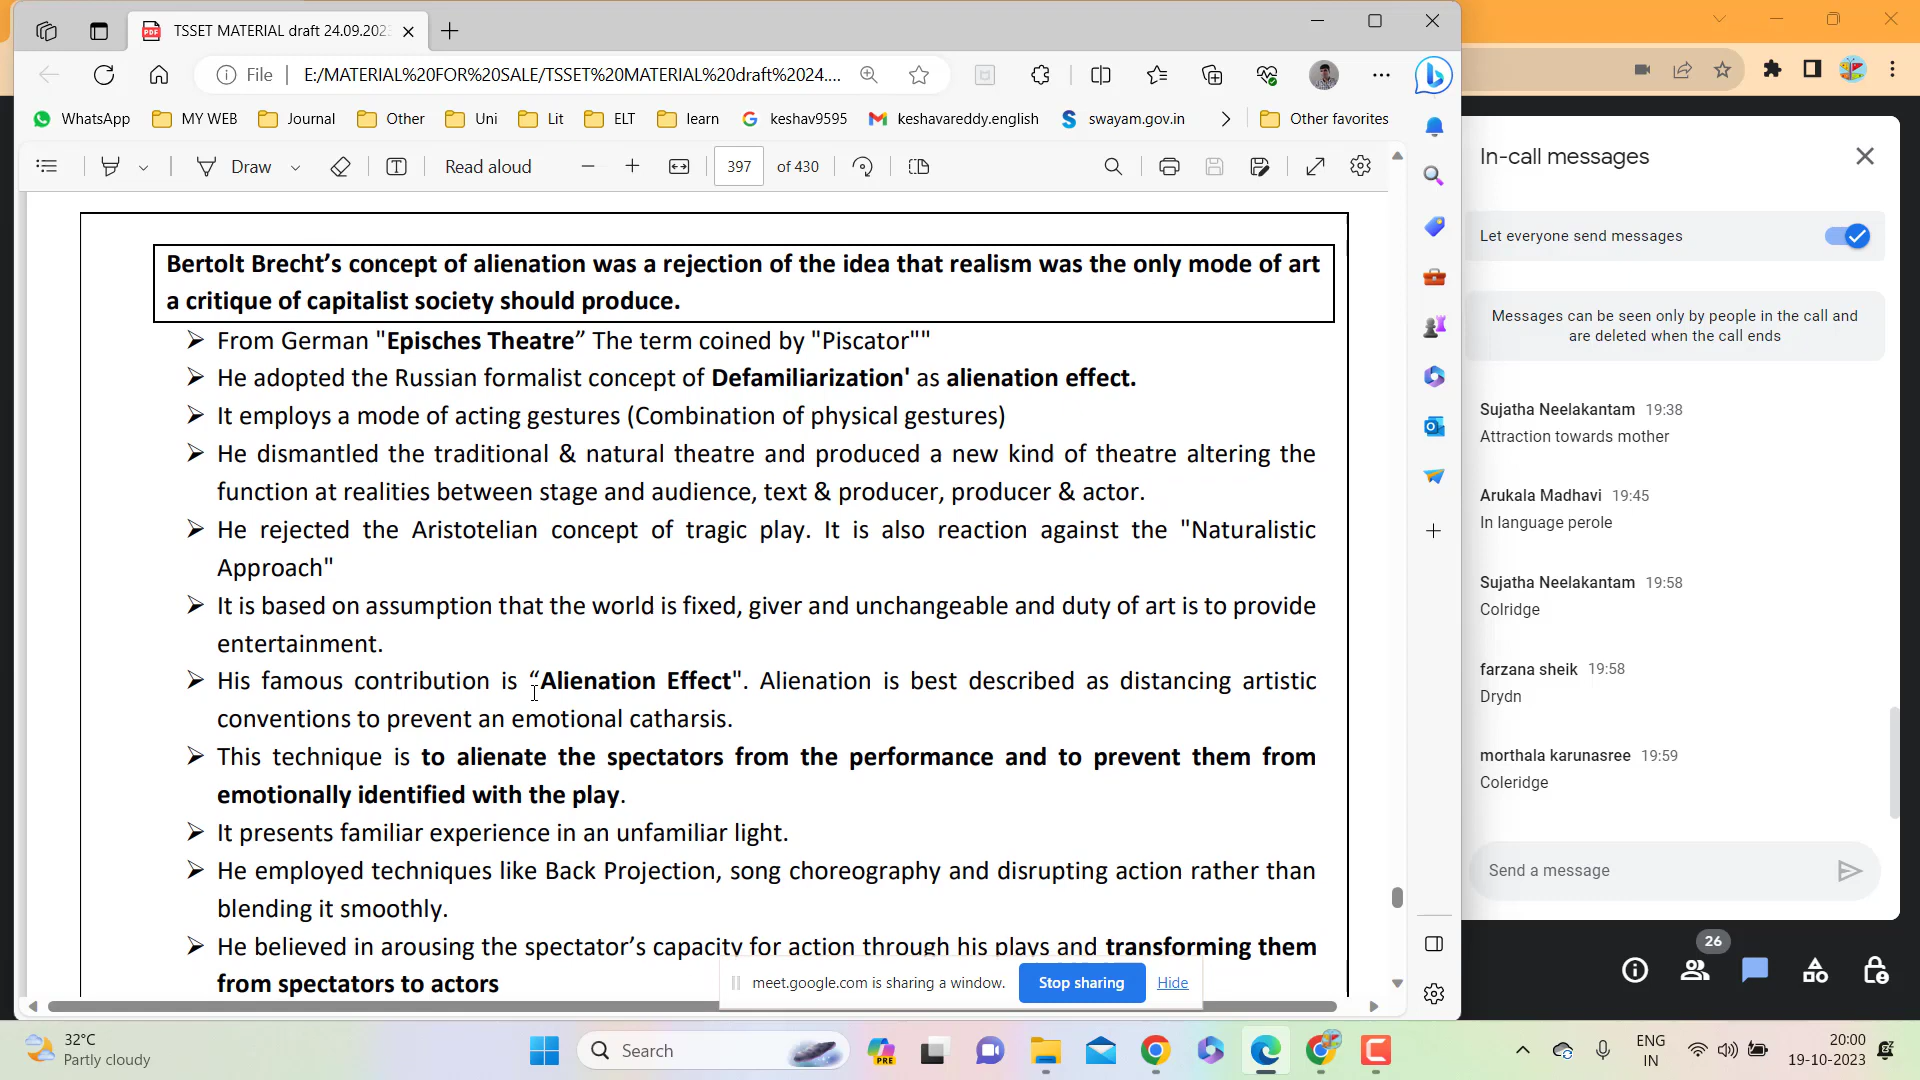 TSSET MATERIAL draft 24.09.202
File
E:/MATERIAL%20FOR%20SALE/TSSET%20MATERIAL%20draft%2024....
WhatsApp
MY WEB
Journal
Other
Uni
Lit
ELT
learn
keshav9595
keshavareddy.english
swayam.gov.in
Other favorites
Draw
Read aloud
397
of 430
Bertolt Brecht’s concept of alienation was a rejection of the idea that realism was the only mode of art
a critique of capitalist society should produce.
➢ From German "Episches Theatre” The term coined by "Piscator""
➢ He adopted the Russian formalist concept of Defamiliarization' as alienation effect.
➢ It employs a mode of acting gestures (Combination of physical gestures)
➢ He dismantled the traditional & natural theatre and produced a new kind of theatre altering the
function at realities between stage and audience, text & producer, producer & actor.
➢ He rejected the Aristotelian concept of tragic play. It is also reaction against the "Naturalistic
Approach"
➢ It is based on assumption that the world is fixed, giver and unchangeable and duty of art is to provide
entertainment.
➢ His famous contribution is “Alienation Effect". Alienation is best described as distancing artistic
conventions to prevent an emotional catharsis.
➢ This technique is to alienate the spectators from the performance and to prevent them from
emotionally identified with the play.
➢ It presents familiar experience in an unfamiliar light.
➢ He employed techniques like Back Projection, song choreography and disrupting action rather than
blending it smoothly.
➢ He believed in arousing the spectator’s capacity for action through his plays and transforming them
from spectators to actors
meet.google.com is sharing a window.
Stop sharing
Hide
In-call messages
Let everyone send messages
Messages can be seen only by people in the call and
are deleted when the call ends
Sujatha Neelakantam 19:38
Attraction towards mother
Arukala Madhavi 19:45
In language perole
Sujatha Neelakantam 19:58
Colridge
farzana sheik 19:58
Drydn
morthala karunasree 19:59
Coleridge
Send a message
26
32°C
Partly cloudy
Search
PRE
ENG
IN
20:00
19-10-2023